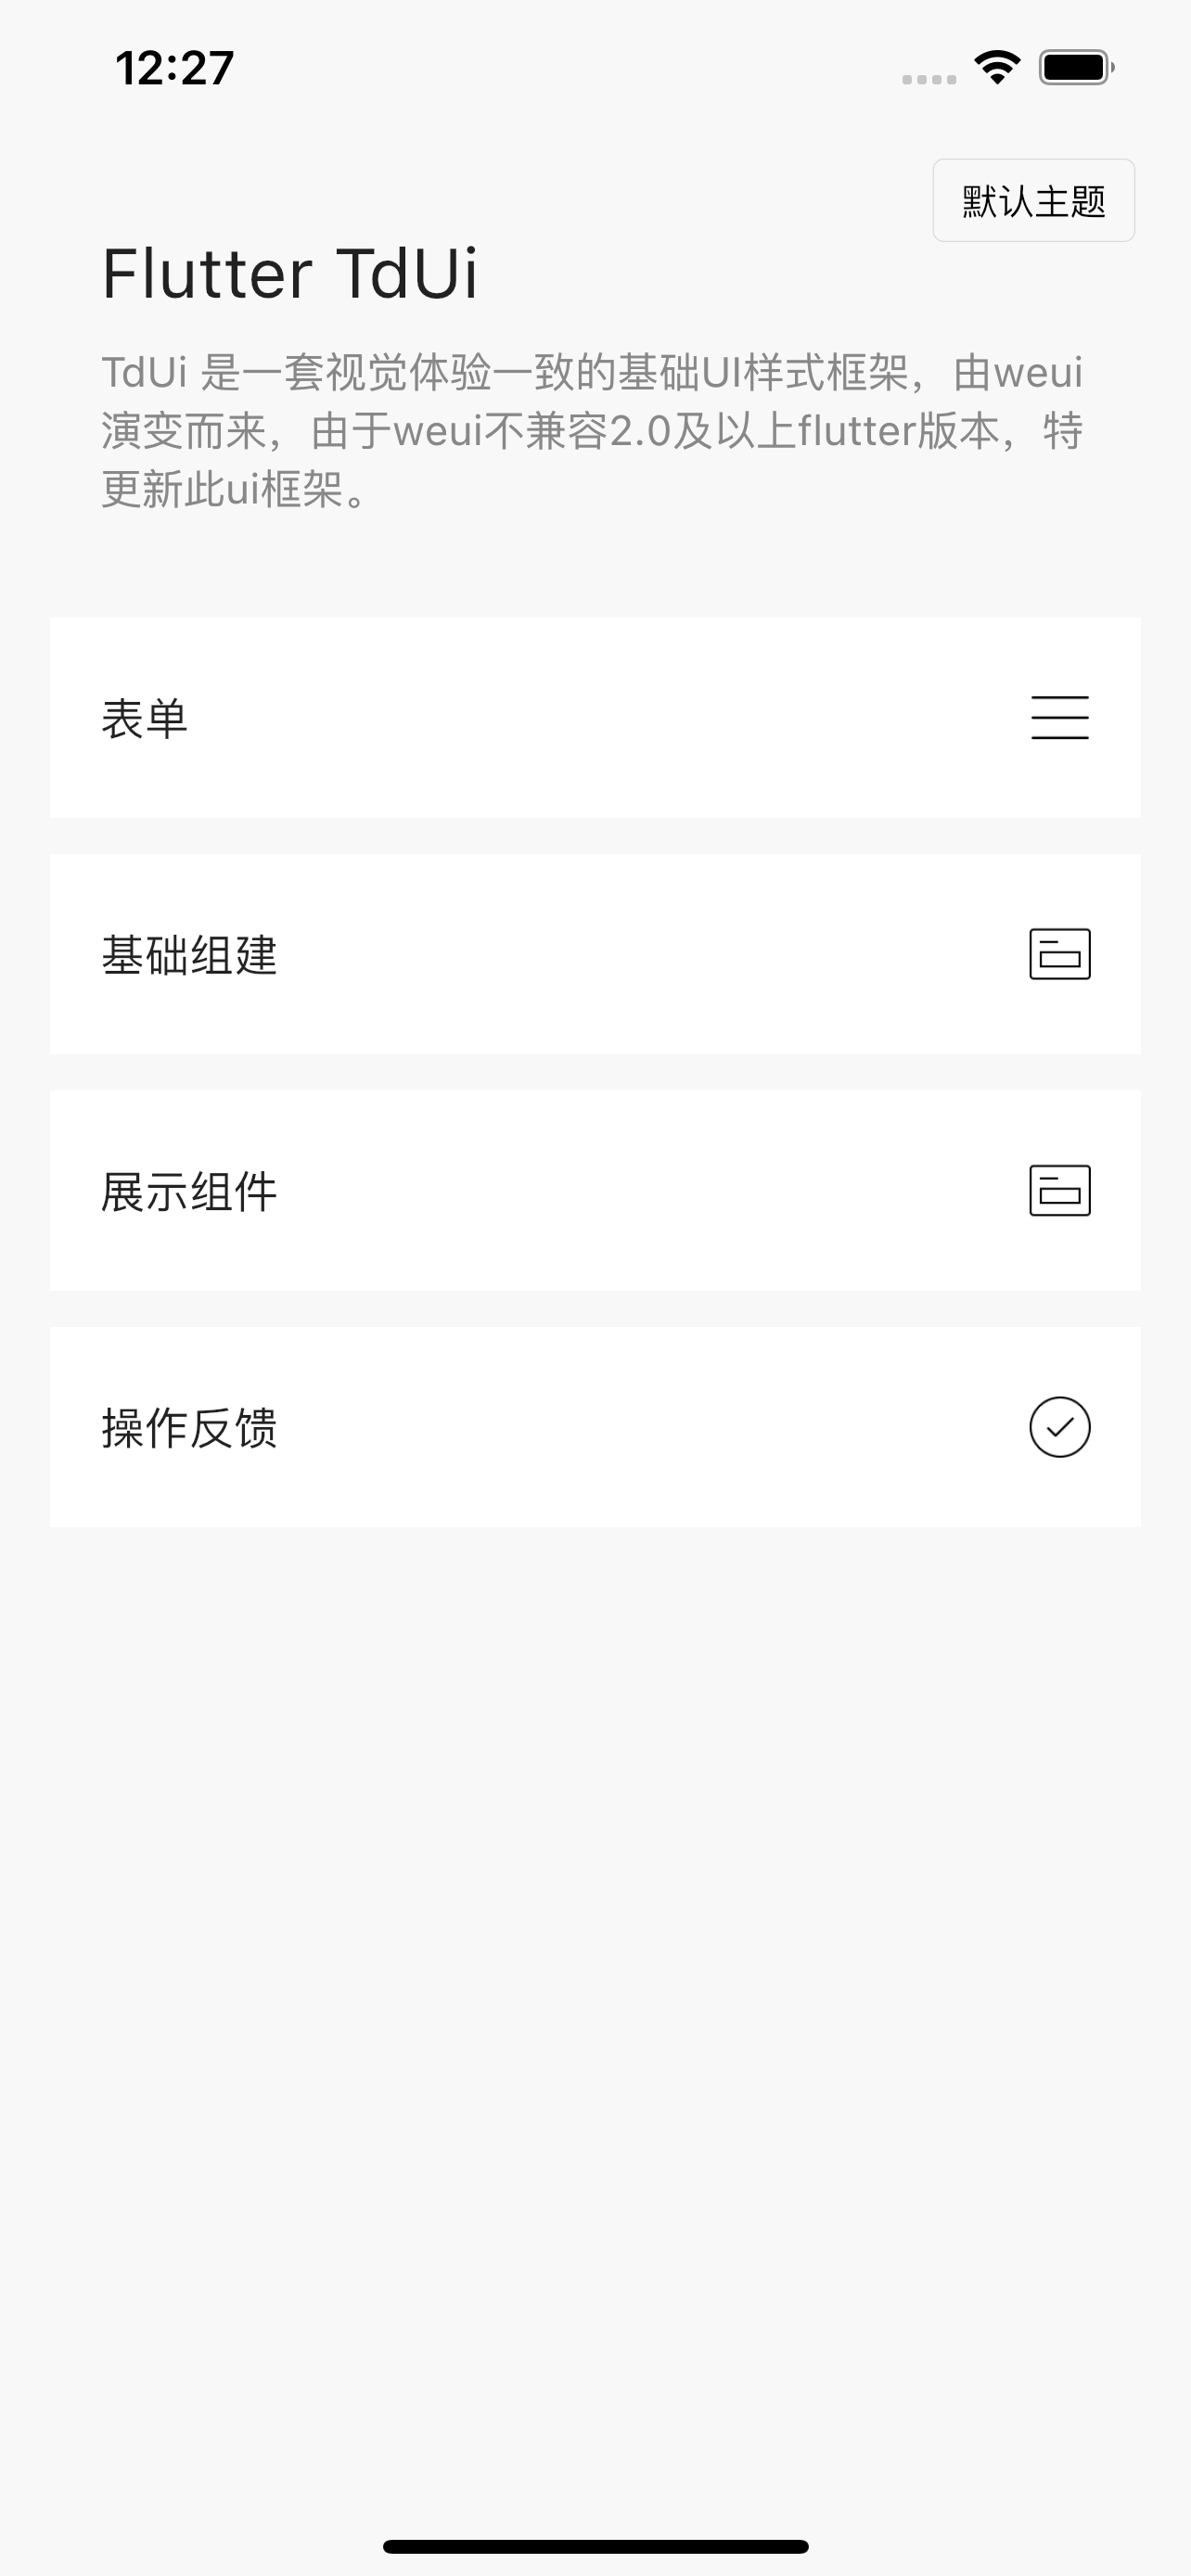 12:27
默认主题
Flutter TdUi
TdUi 是一套视觉体验一致的基础UI样式框架，由weui
演变而来，由于weui不兼容2.0及以上flutter版本，特
更新此ui框架。
表单
基础组建
展示组件
操作反馈